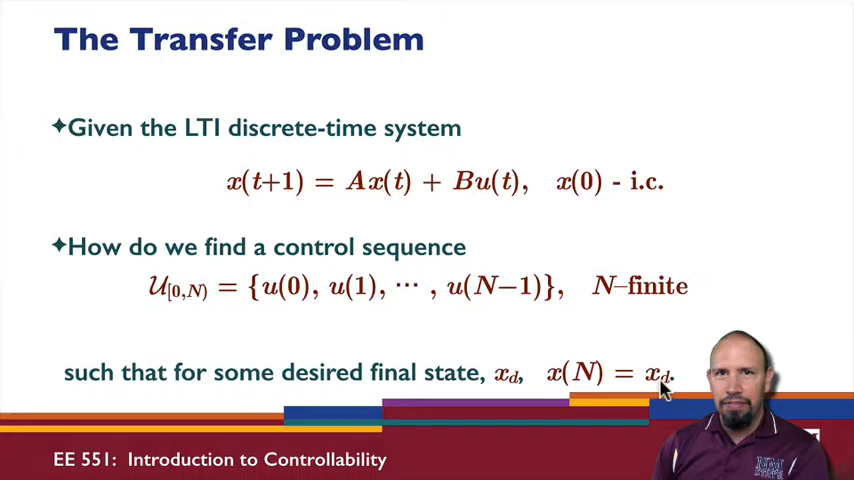 The Transfer Problem
✦Given the LTI discrete-time system
x(t+1) = Ax(t) + Bu(t),   x(0) - i.c.
✦How do we find a control sequence
𝒰[0,N) = {u(0), u(1), ⋯ , u(N−1)},   N–finite
such that for some desired final state, x_d,   x(N) = x_d.
EE 551:  Introduction to Controllability
NM
STATE